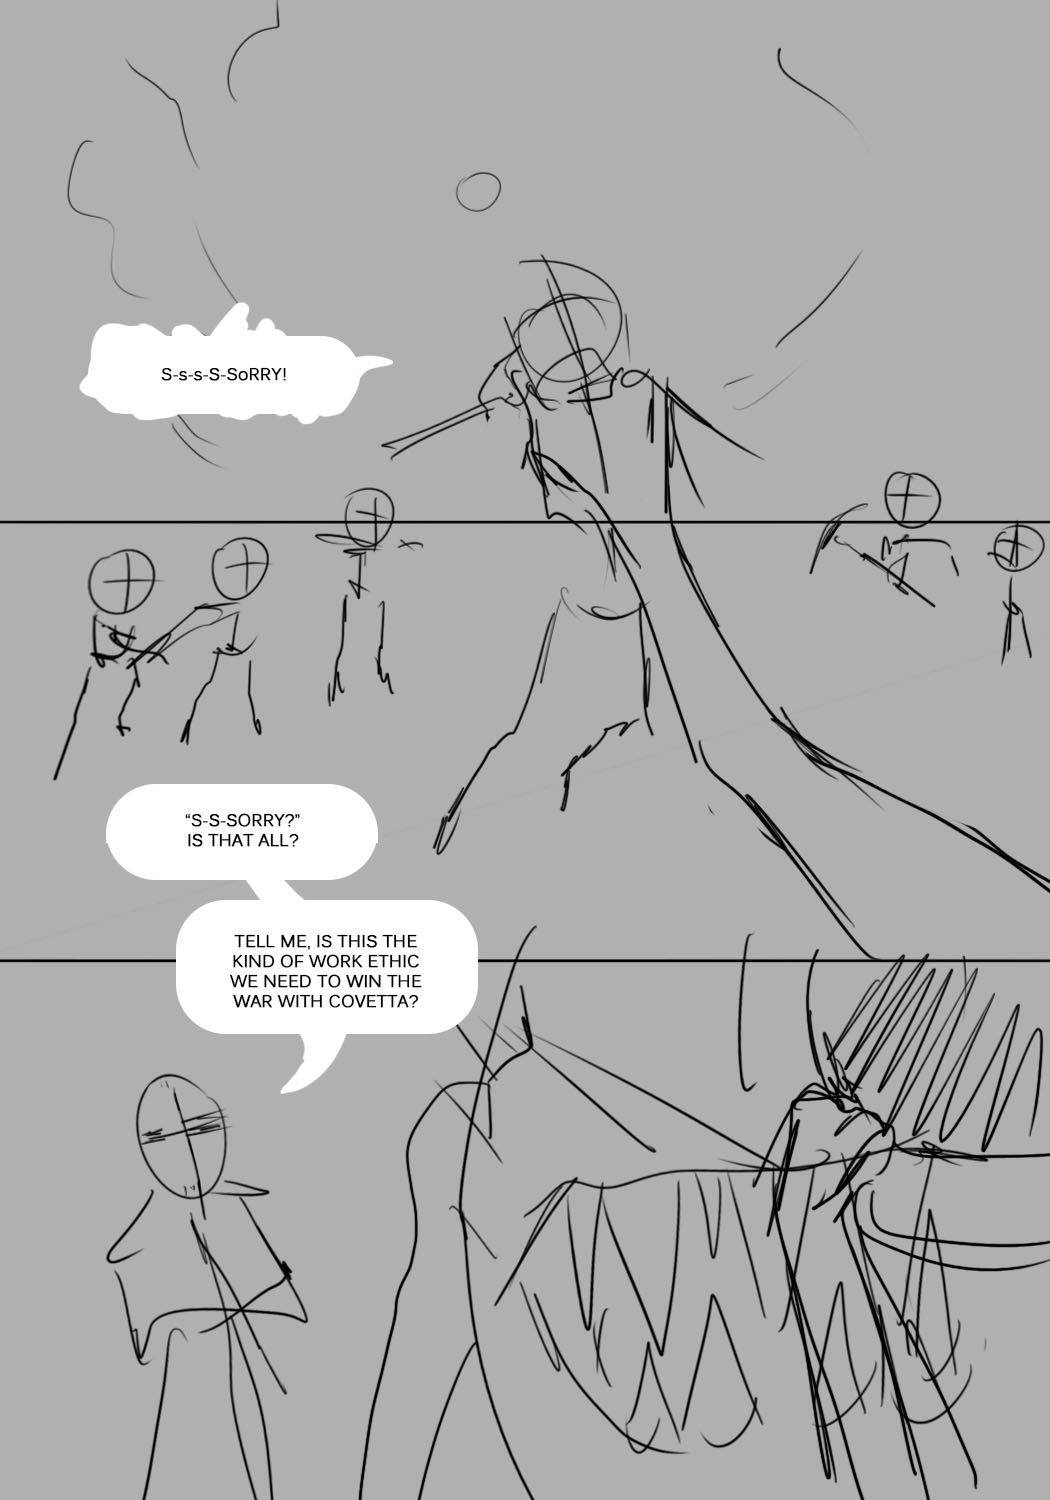 S-s-s-S-SoRRY!
“S-S-SORRY?”
IS THAT ALL?
TELL ME, IS THIS THE
KIND OF WORK ETHIC
WE NEED TO WIN THE
WAR WITH COVETTA?